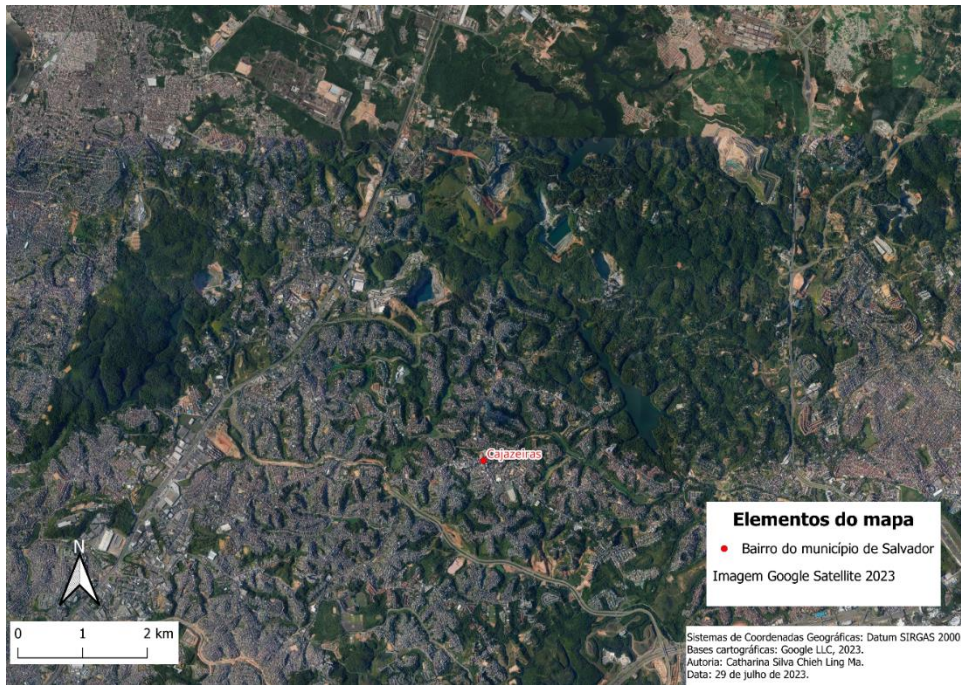 Cajazeiras
Elementos do mapa
Bairro do município de Salvador
Imagem Google Satellite 2023
N
0 1 2 km
Sistemas de Coordenadas Geográficas: Datum SIRGAS 2000
Bases cartográficas: Google LLC, 2023.
Autoria: Catharina Silva Chieh Ling Ma.
Data: 29 de julho de 2023.